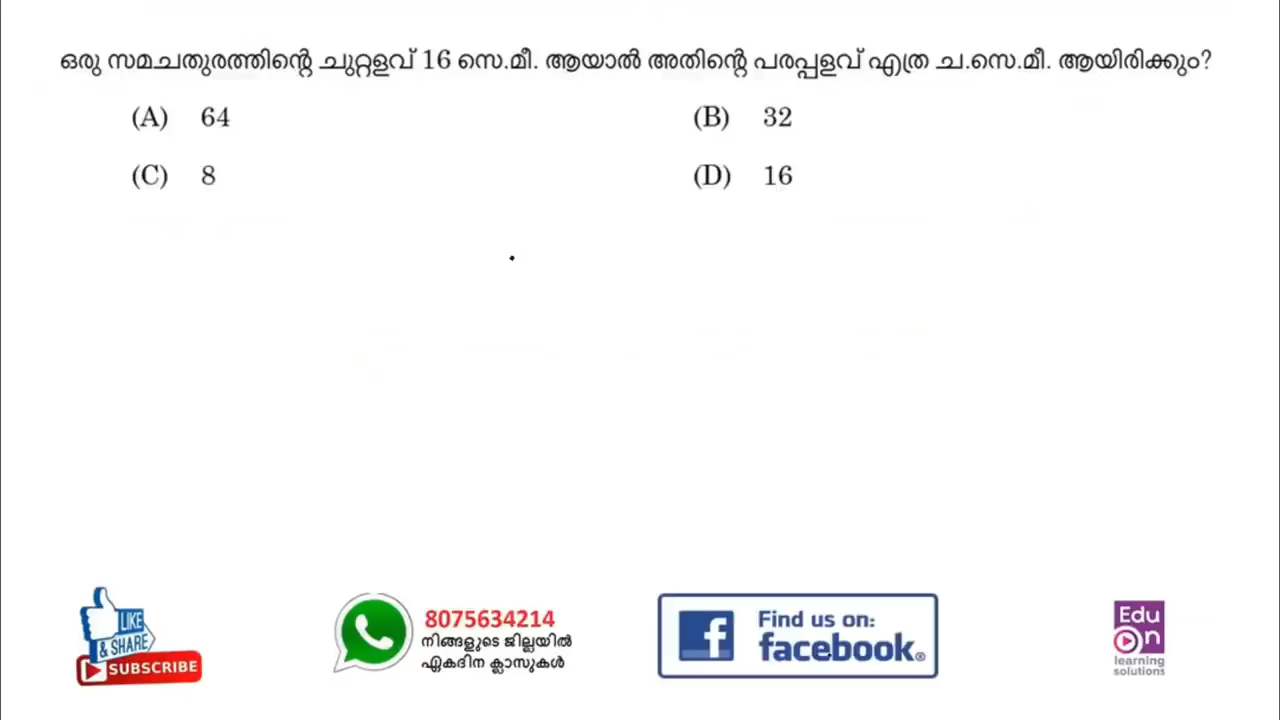 ഒരു സമചതുരത്തിന്റെ ചുറ്റളവ് 16 സെ.മീ. ആയാൽ അതിന്റെ പരപ്പളവ് എത്ര ച.സെ.മീ. ആയിരിക്കും?
(A) 64 (B) 32
(C) 8 (D) 16
LIKE
& SHARE
SUBSCRIBE
8075634214
നിങ്ങളുടെ ജില്ലയിൽ
ഏകദിന ക്ലാസുകൾ
f
Find us on:
facebook®
Edu
On
learning
solutions